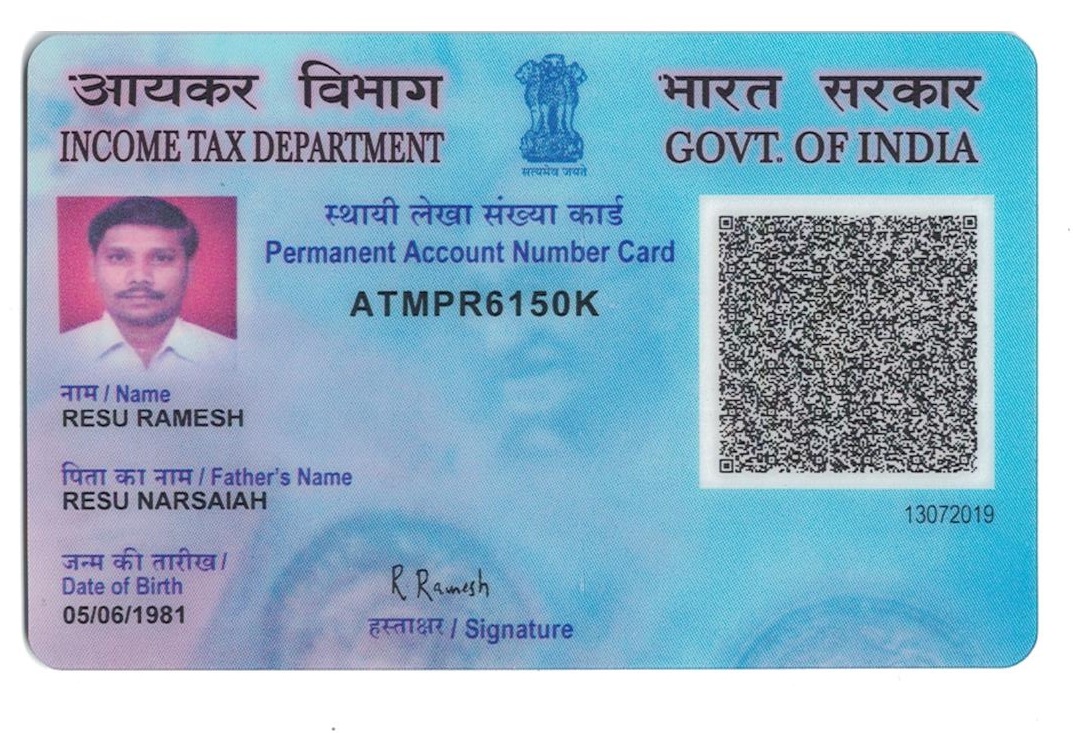 आयकर विभाग
INCOME TAX DEPARTMENT
सत्यमेव जयते
भारत सरकार
GOVT. OF INDIA
स्थायी लेखा संख्या कार्ड
Permanent Account Number Card
ATMPR6150K
नाम / Name
RESU RAMESH
पिता का नाम / Father's Name
RESU NARSAIAH
जन्म की तारीख /
Date of Birth
05/06/1981
R Ramesh
हस्ताक्षर / Signature
13072019